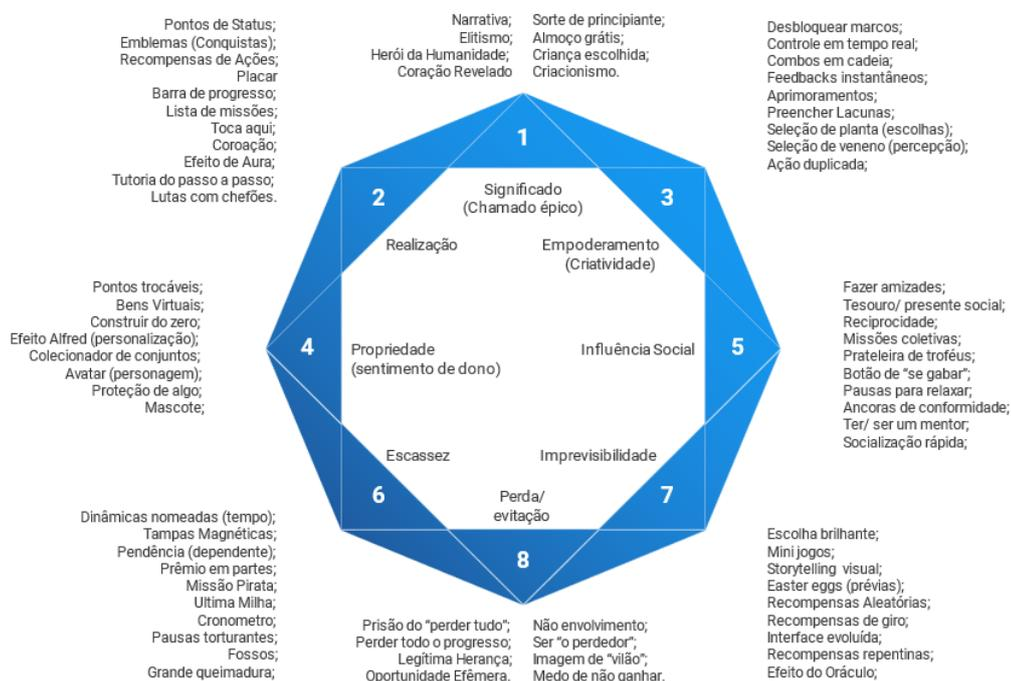 Pontos de Status;
Emblemas (Conquistas);
Recompensas de Ações;
Placar
Barra de progresso;
Lista de missões;
Toca aqui;
Coroação;
Efeito de Aura;
Tutoria do passo a passo;
Lutas com chefões.
Narrativa;
Elitismo;
Herói da Humanidade;
Coração Revelado
Sorte de principiante;
Almoço grátis;
Criança escolhida;
Criacionismo.
Desbloquear marcos;
Controle em tempo real;
Combos em cadeia;
Feedbacks instantâneos;
Aprimoramentos;
Preencher Lacunas;
Seleção de planta (escolhas);
Seleção de veneno (percepção);
Ação duplicada;
1
Significado
(Chamado épico)
2
Realização
3
Empoderamento
(Criatividade)
Pontos trocáveis;
Bens Virtuais;
Construir do zero;
Efeito Alfred (personalização);
Colecionador de conjuntos;
Avatar (personagem);
Proteção de algo;
Mascote;
4
Propriedade
(sentimento de dono)
Influência Social
5
Fazer amizades;
Tesouro/ presente social;
Reciprocidade;
Missões coletivas;
Prateleira de troféus;
Botão de “se gabar”;
Pausas para relaxar;
Ancoras de conformidade;
Ter/ ser um mentor;
Socialização rápida;
Escassez
6
Imprevisibilidade
7
Perda/
evitação
8
Dinâmicas nomeadas (tempo);
Tampas Magnéticas;
Pendência (dependente);
Prêmio em partes;
Missão Pirata;
Ultima Milha;
Cronometro;
Pausas torturantes;
Fossos;
Grande queimadura;
Prisão do “perder tudo”;
Perder todo o progresso;
Legítima Herança;
Oportunidade Efêmera.
Não envolvimento;
Ser “o perdedor”;
Imagem de “vilão”;
Medo de não ganhar.
Escolha brilhante;
Mini jogos;
Storytelling visual;
Easter eggs (prévias);
Recompensas Aleatórias;
Recompensas de giro;
Interface evoluída;
Recompensas repentinas;
Efeito do Oráculo;